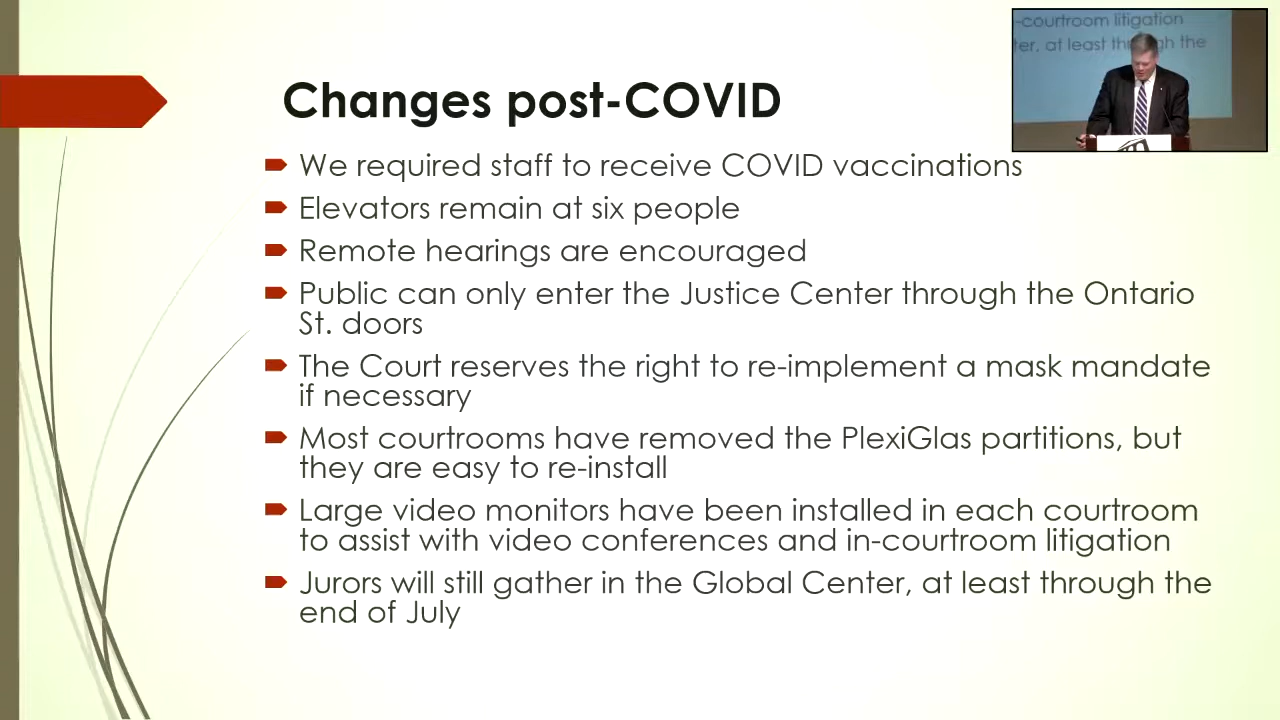 -courtroom litigation
ter, at least through the
Changes post-COVID
We required staff to receive COVID vaccinations
Elevators remain at six people
Remote hearings are encouraged
Public can only enter the Justice Center through the Ontario
St. doors
The Court reserves the right to re-implement a mask mandate
if necessary
Most courtrooms have removed the PlexiGlas partitions, but
they are easy to re-install
Large video monitors have been installed in each courtroom
to assist with video conferences and in-courtroom litigation
Jurors will still gather in the Global Center, at least through the
end of July